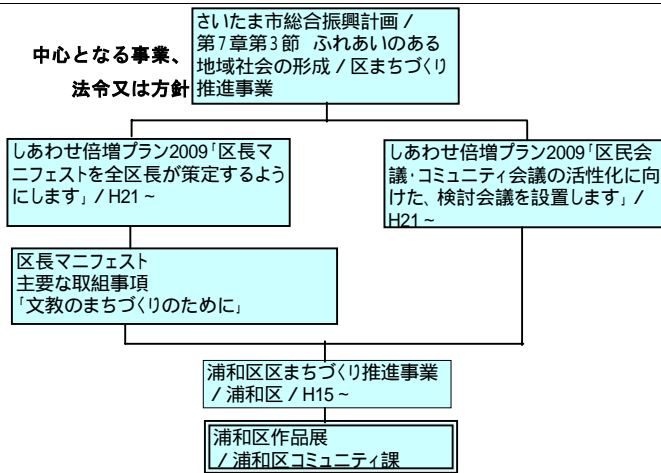 中心となる事業、
法令又は方針
さいたま市総合振興計画 /
第7章第3節 ふれあいのある
地域社会の形成 / 区まちづくり
推進事業
しあわせ倍増プラン2009「区長マ
ニフェストを全区長が策定するよう
にします」 / H21～
しあわせ倍増プラン2009「区民会
議・コミュニティ会議の活性化に向
けた、検討会議を設置します」 /
H21～
区長マニフェスト
主要な取組事項
「文教のまちづくりのために」
浦和区区まちづくり推進事業
/ 浦和区 / H15～
浦和区作品展
/ 浦和区コミュニティ課